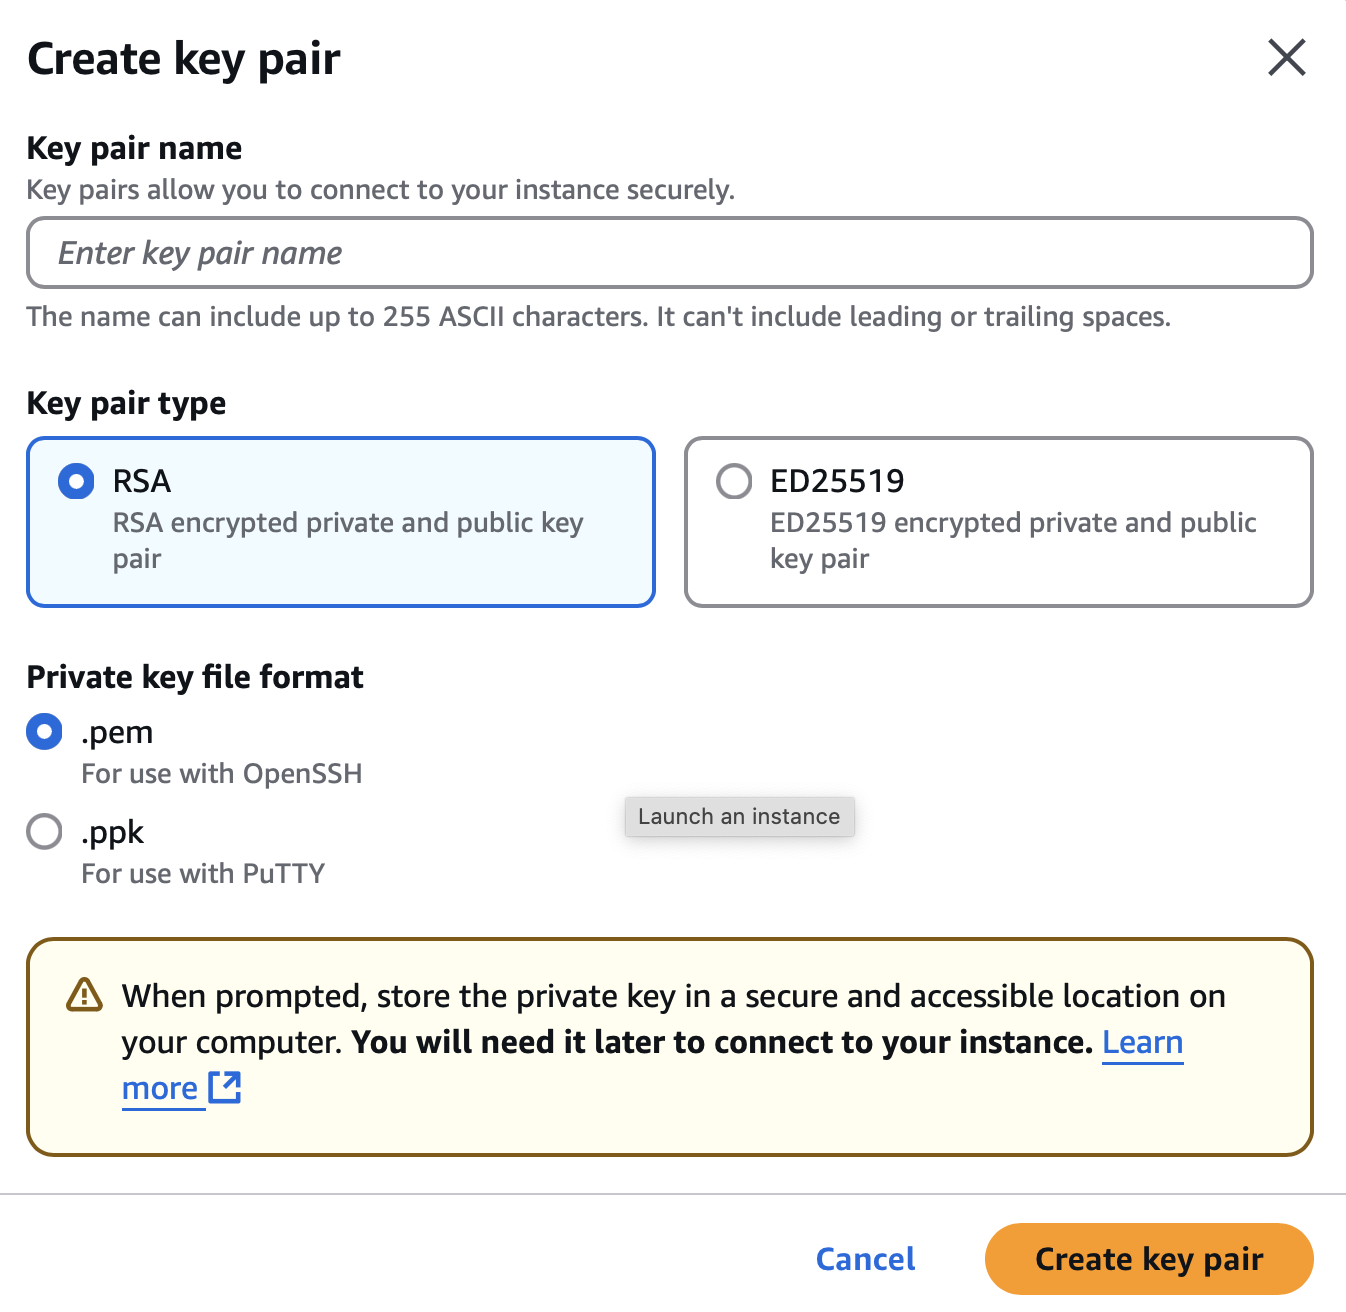 Create key pair
Key pair name
Key pairs allow you to connect to your instance securely.
Enter key pair name
The name can include up to 255 ASCII characters. It can't include leading or trailing spaces.
Key pair type
RSA
RSA encrypted private and public key
pair
ED25519
ED25519 encrypted private and public
key pair
Private key file format
.pem
For use with OpenSSH
Launch an instance
.ppk
For use with PuTTY
When prompted, store the private key in a secure and accessible location on
your computer. You will need it later to connect to your instance. Learn
more
Cancel
Create key pair